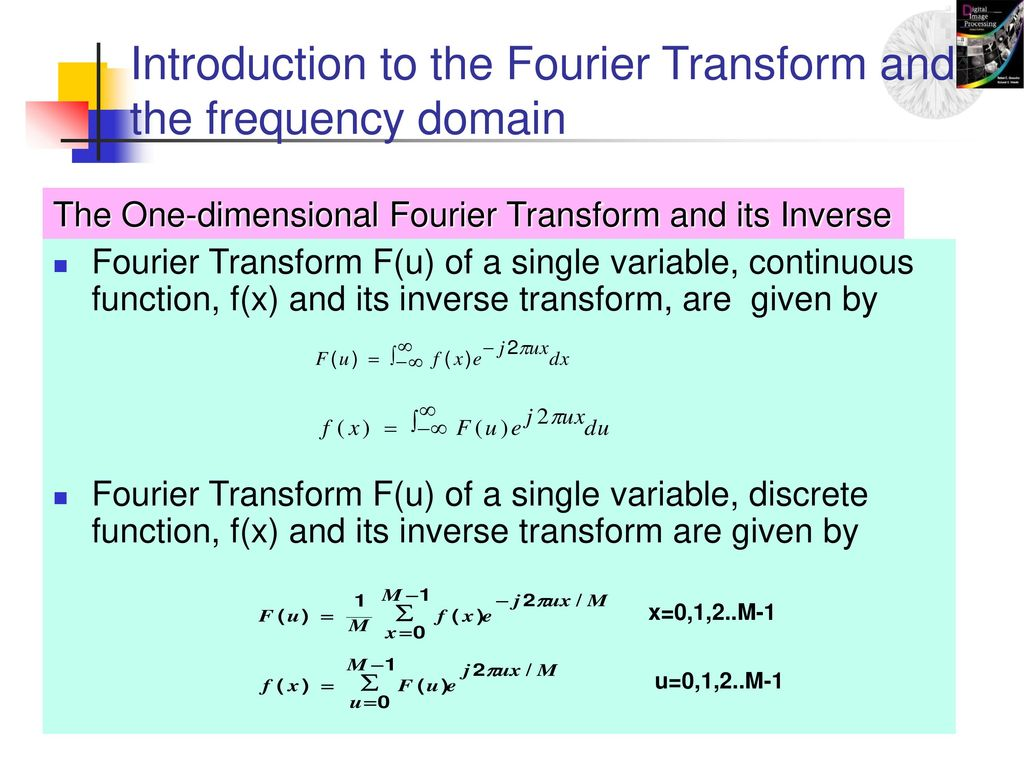 Digital
Image
Processing
Introduction to the Fourier Transform and
the frequency domain
The One-dimensional Fourier Transform and its Inverse
Fourier Transform F(u) of a single variable, continuous
function, f(x) and its inverse transform, are given by
F(u) = ∫_{−∞}^{∞} f(x)e^{−j2πux}dx
f(x) = ∫_{−∞}^{∞} F(u)e^{j2πux}du
Fourier Transform F(u) of a single variable, discrete
function, f(x) and its inverse transform are given by
F(u) = 1/M Σ_{x=0}^{M−1} f(x)e^{−j2πux/M} x=0,1,2..M-1
f(x) = Σ_{u=0}^{M−1} F(u)e^{j2πux/M} u=0,1,2..M-1